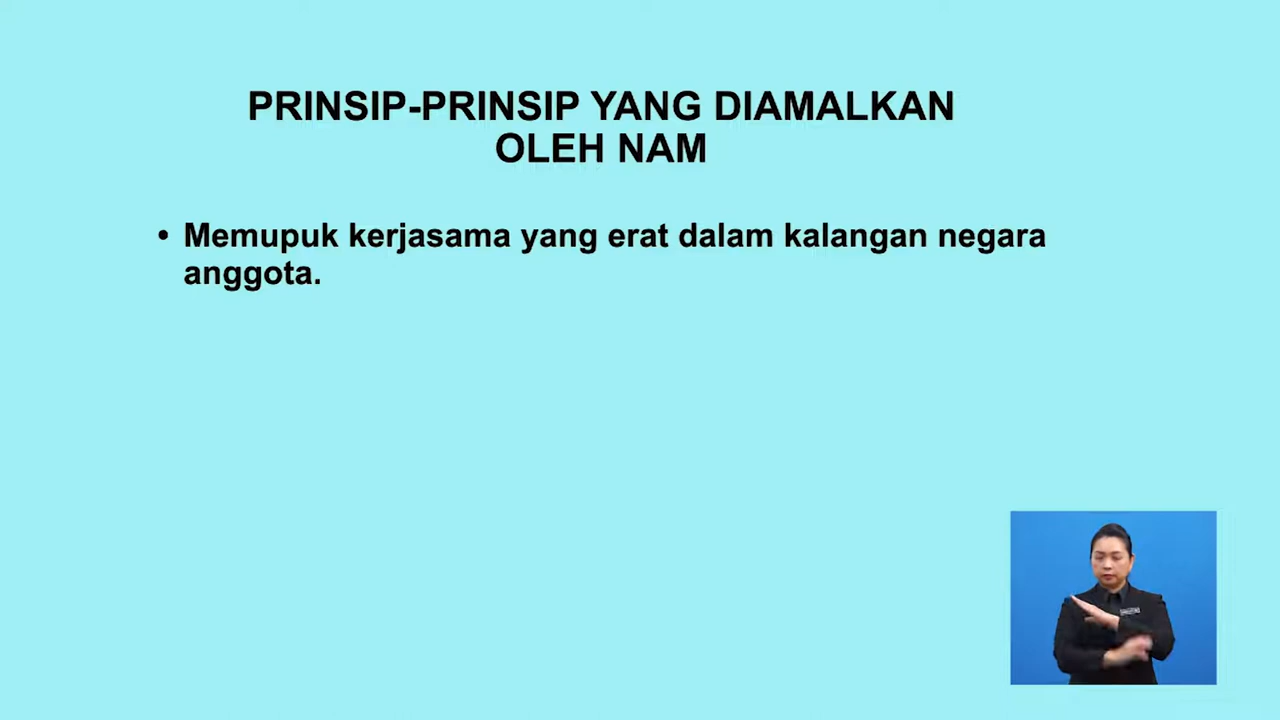 PRINSIP-PRINSIP YANG DIAMALKAN
OLEH NAM
• Memupuk kerjasama yang erat dalam kalangan negara
anggota.